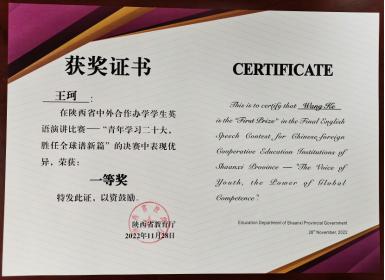 获奖证书
王珂:
在陕西省中外合作办学学生英
语演讲比赛——“青年学习二十大,
胜任全球谱新篇”的决赛中表现优
异,荣获:
一等奖
特发此证,以资鼓励。
陕西省教育厅
2022年11月28日
CERTIFICATE
This is to certify that Wang Ke
is the "First Prize" in the Final English
Speech Contest for Chinese-foreign
Cooperative Education Institutions of
Shaanxi Province — "The Voice of
Youth, the Power of Global
Competence".
Education Department of Shaanxi Provincial Government
28th November, 2022